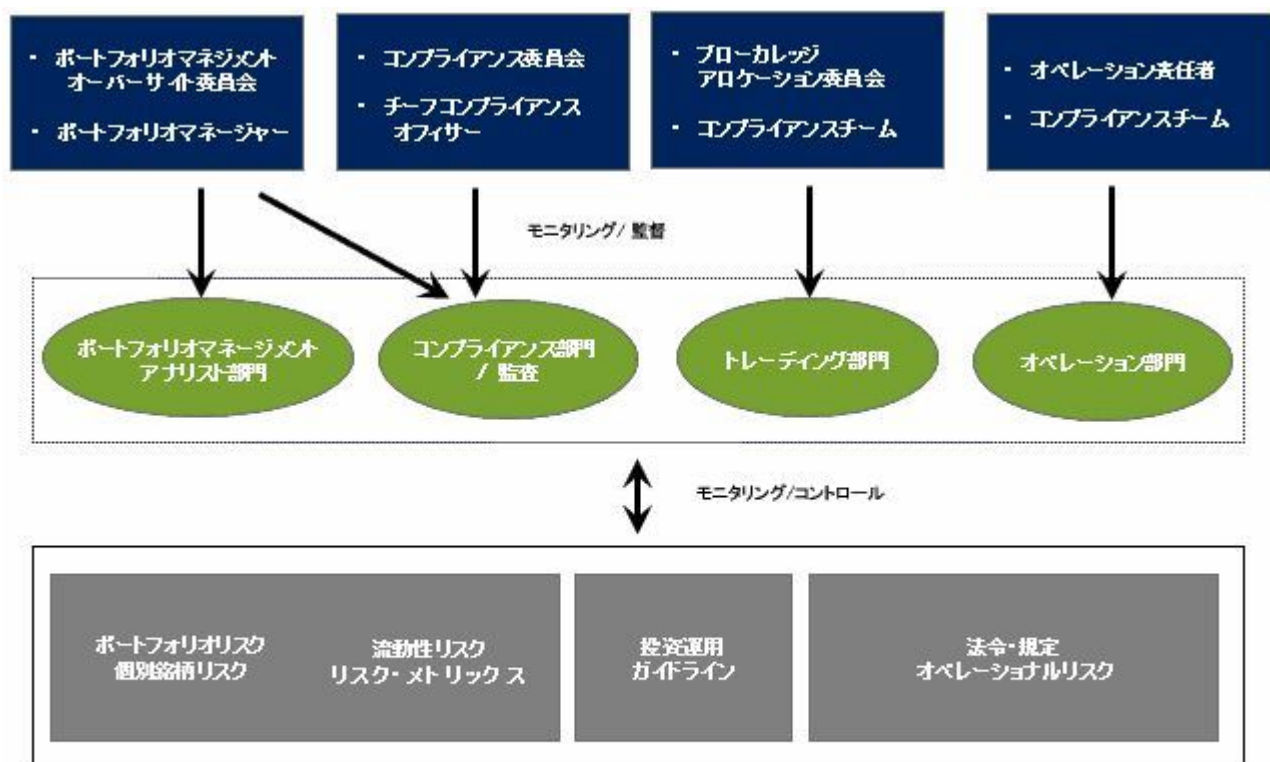 ・ ポートフォリオマネジメント
オーバーサイト委員会
・ ポートフォリオマネージャー
・ コンプライアンス委員会
・ チーフコンプライアンス
オフィサー
・ ブローカレッジ
アロケーション委員会
・ コンプライアンスチーム
・ オペレーション責任者
・ コンプライアンスチーム
モニタリング/ 監督
ポートフォリオマネージメント
アナリスト部門
コンプライアンス部門
/ 監査
トレーディング部門
オペレーション部門
モニタリング/コントロール
ポートフォリオリスク
個別銘柄リスク
流動性リスク
リスク・メトリックス
投資運用
ガイドライン
法令・規定
オペレーショナルリスク